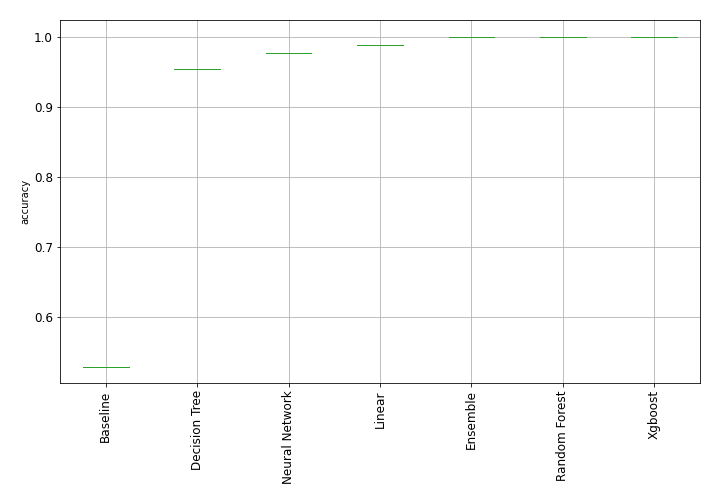 1.0
0.9
0.8
0.7
0.6
accuracy
Baseline
Decision Tree
Neural Network
Linear
Ensemble
Random Forest
Xgboost